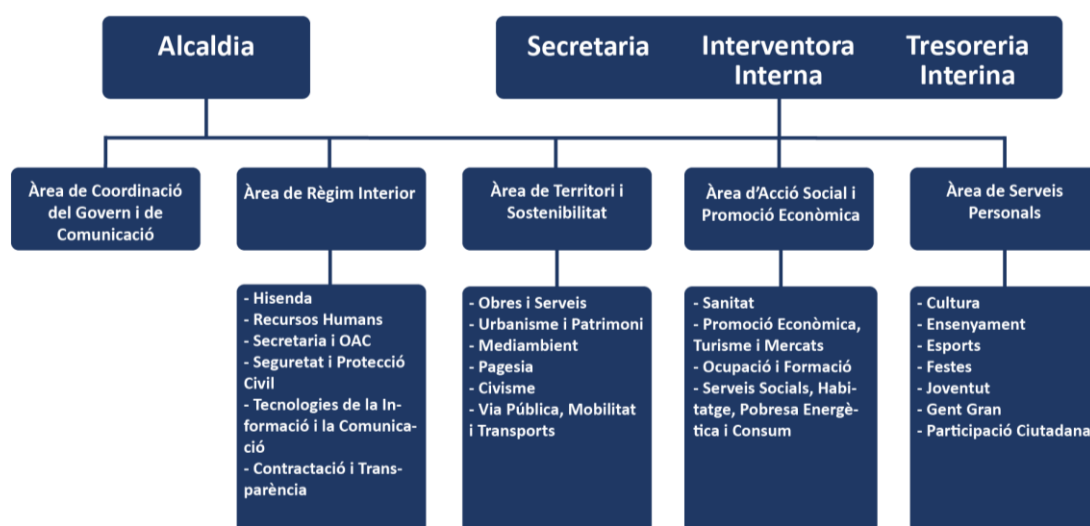 Alcaldia
Secretaria
Interventora
Interna
Tresoreria
Interina
Àrea de Coordinació
del Govern i de
Comunicació
Àrea de Règim Interior
Àrea de Territori i
Sostenibilitat
Àrea d'Acció Social i
Promoció Econòmica
Àrea de Serveis
Personals
- Hisenda
- Recursos Humans
- Secretaria i OAC
- Seguretat i Protecció
Civil
- Tecnologies de la In-
formació i la Comunica-
ció
- Contractació i Trans-
parència
- Obres i Serveis
- Urbanisme i Patrimoni
- Mediambient
- Pagesia
- Civisme
- Via Pública, Mobilitat
i Transports
- Sanitat
- Promoció Econòmica,
Turisme i Mercats
- Ocupació i Formació
- Serveis Socials, Habi-
tatge, Pobresa Energè-
tica i Consum
- Cultura
- Ensenyament
- Esports
- Festes
- Joventut
- Gent Gran
- Participació Ciutadana